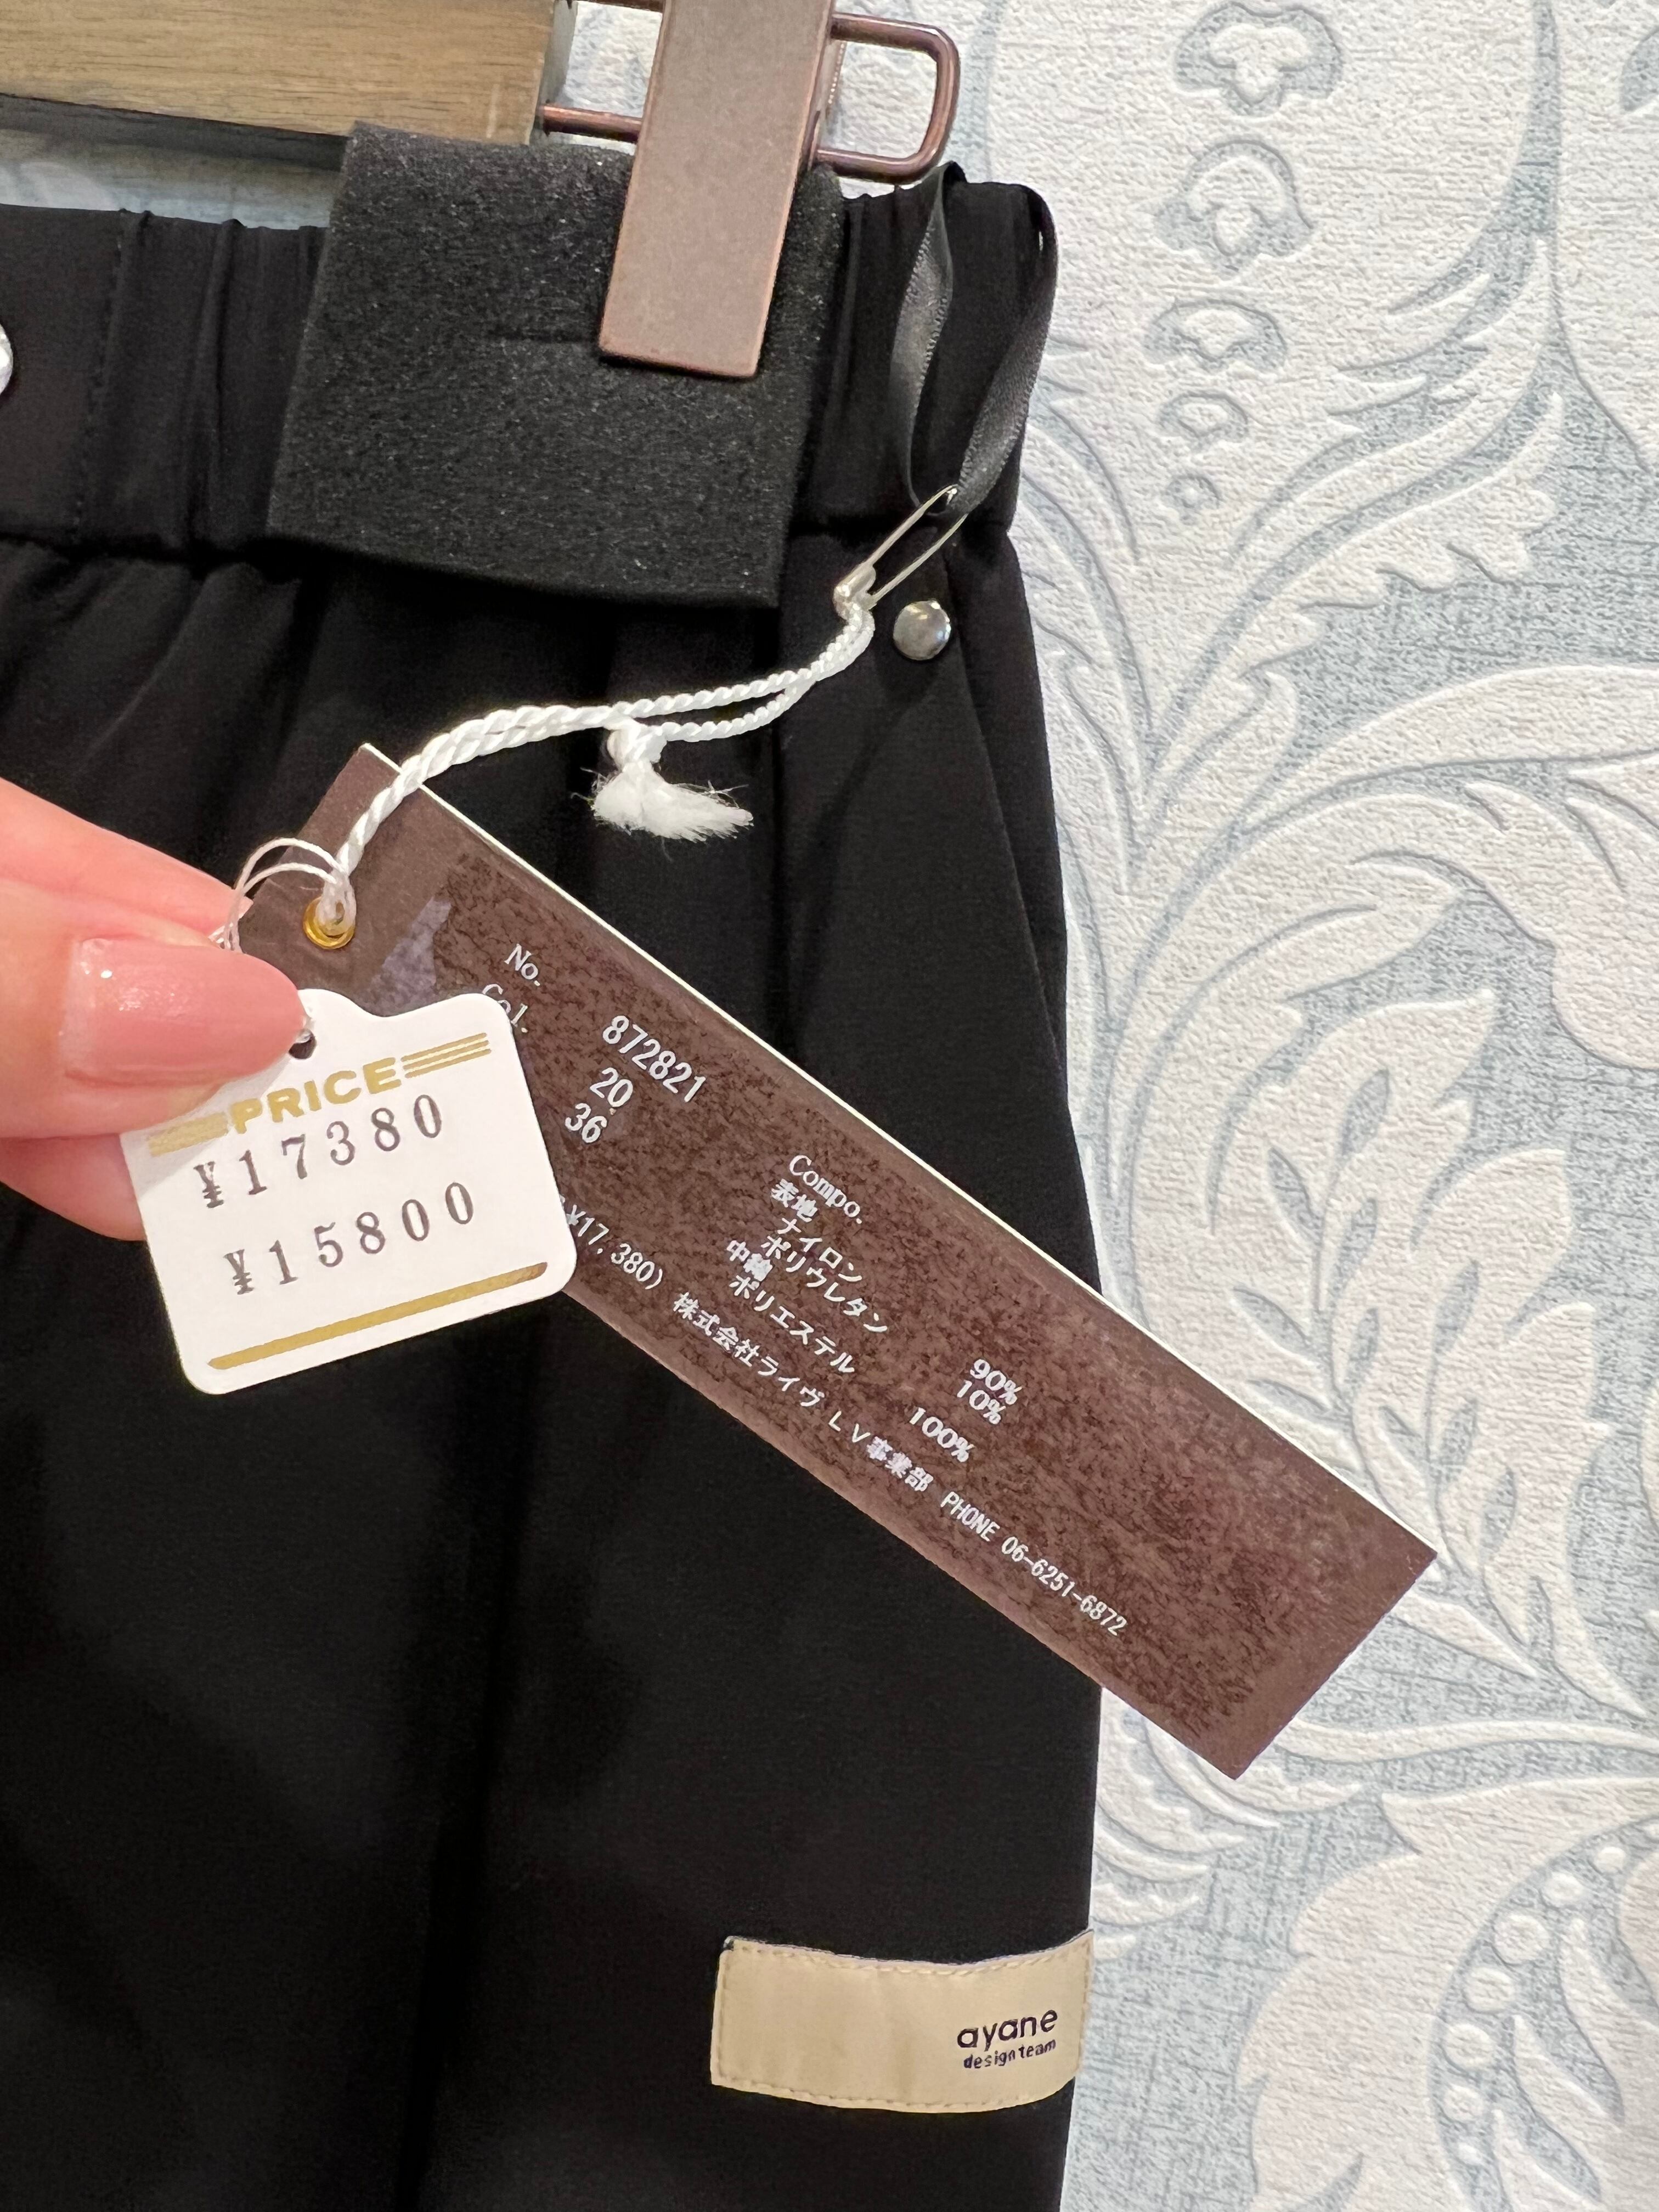 PRICE
¥17380
¥15800
No. 872821
Col. 20
36
Compo.
表地
ナイロン 90%
ポリウレタン 10%
中綿
ポリエステル 100%
¥17,380) 株式会社ライヴ LV事業部 PHONE 06-6251-6872
ayane
design team